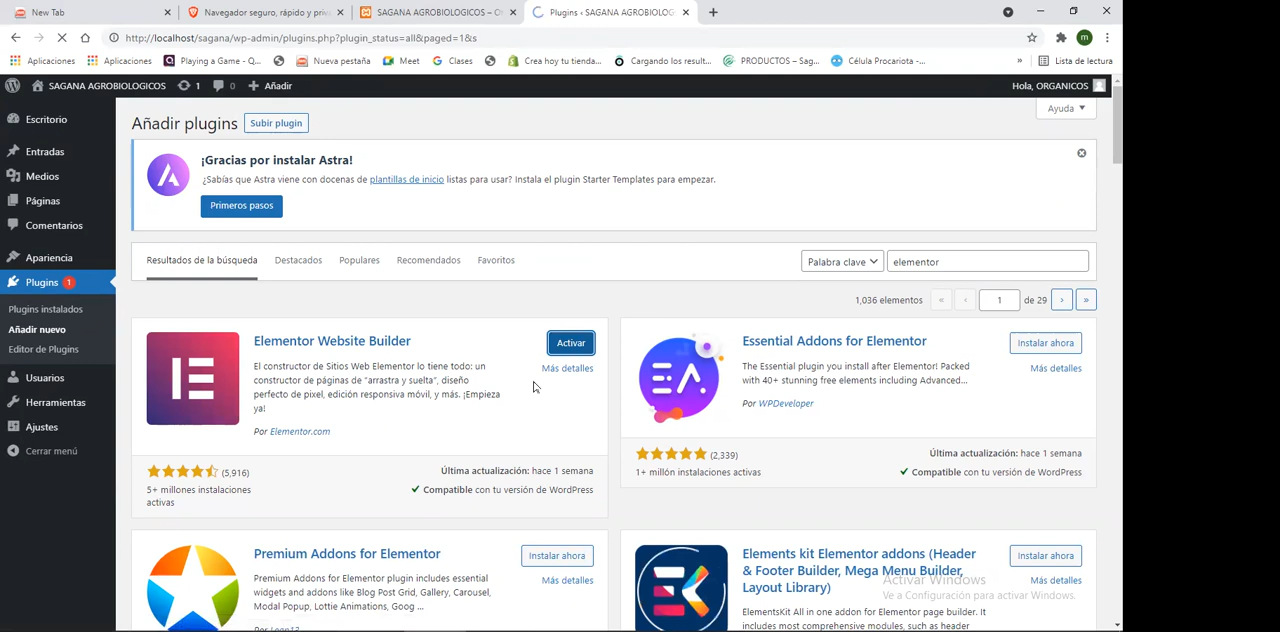 New Tab
Navegador seguro, rápido y priv
SAGANA AGROBIOLOGICOS – O
Plugins ‹ SAGANA AGROBIOLOG
http://localhost/sagana/wp-admin/plugins.php?plugin_status=all&paged=1&s
Aplicaciones
Aplicaciones
Playing a Game - Q...
Meet
Nueva pestaña
Clases
Crea hoy tu tienda...
Cargando los result...
PRODUCTOS – Sag...
Célula Procariota -...
»
Lista de lectura
SAGANA AGROBIOLOGICOS
1
0
Añadir
Hola, ORGANICOS
Escritorio
Entradas
Medios
Páginas
Comentarios
Apariencia
Plugins 1
Plugins instalados
Añadir nuevo
Editor de Plugins
Usuarios
Herramientas
Ajustes
Cerrar menú
Ayuda
Añadir plugins
Subir plugin
¡Gracias por instalar Astra!
¿Sabías que Astra viene con docenas de plantillas de inicio listas para usar? Instala el plugin Starter Templates para empezar.
Primeros pasos
Resultados de la búsqueda
Destacados
Populares
Recomendados
Favoritos
Palabra clave
elementor
1,036 elementos
«
‹
1
de 29
›
»
Elementor Website Builder
Activar
Más detalles
El constructor de Sitios Web Elementor lo tiene todo: un
constructor de páginas de "arrastra y suelta", diseño
perfecto de pixel, edición responsiva móvil, y más. ¡Empieza
ya!
Por Elementor.com
(5,916)
5+ millones instalaciones
activas
Última actualización: hace 1 semana
Compatible con tu versión de WordPress
Essential Addons for Elementor
Instalar ahora
Más detalles
The Essential plugin you install after Elementor! Packed
with 40+ stunning free elements including Advanced...
Por WPDeveloper
(2,339)
1+ millón instalaciones activas
Última actualización: hace 1 semana
Compatible con tu versión de WordPress
Premium Addons for Elementor
Instalar ahora
Más detalles
Premium Addons for Elementor plugin includes essential
widgets and addons like Blog Post Grid, Gallery, Carousel,
Modal Popup, Lottie Animations, Goog ...
Por Leap13
Elements kit Elementor addons (Header
& Footer Builder, Mega Menu Builder,
Layout Library)
Instalar ahora
Más detalles
ElementsKit All in one addon for Elementor page builder. It
includes most comprehensive modules, such as header
Activar Windows
Ve a Configuración para activar Windows.